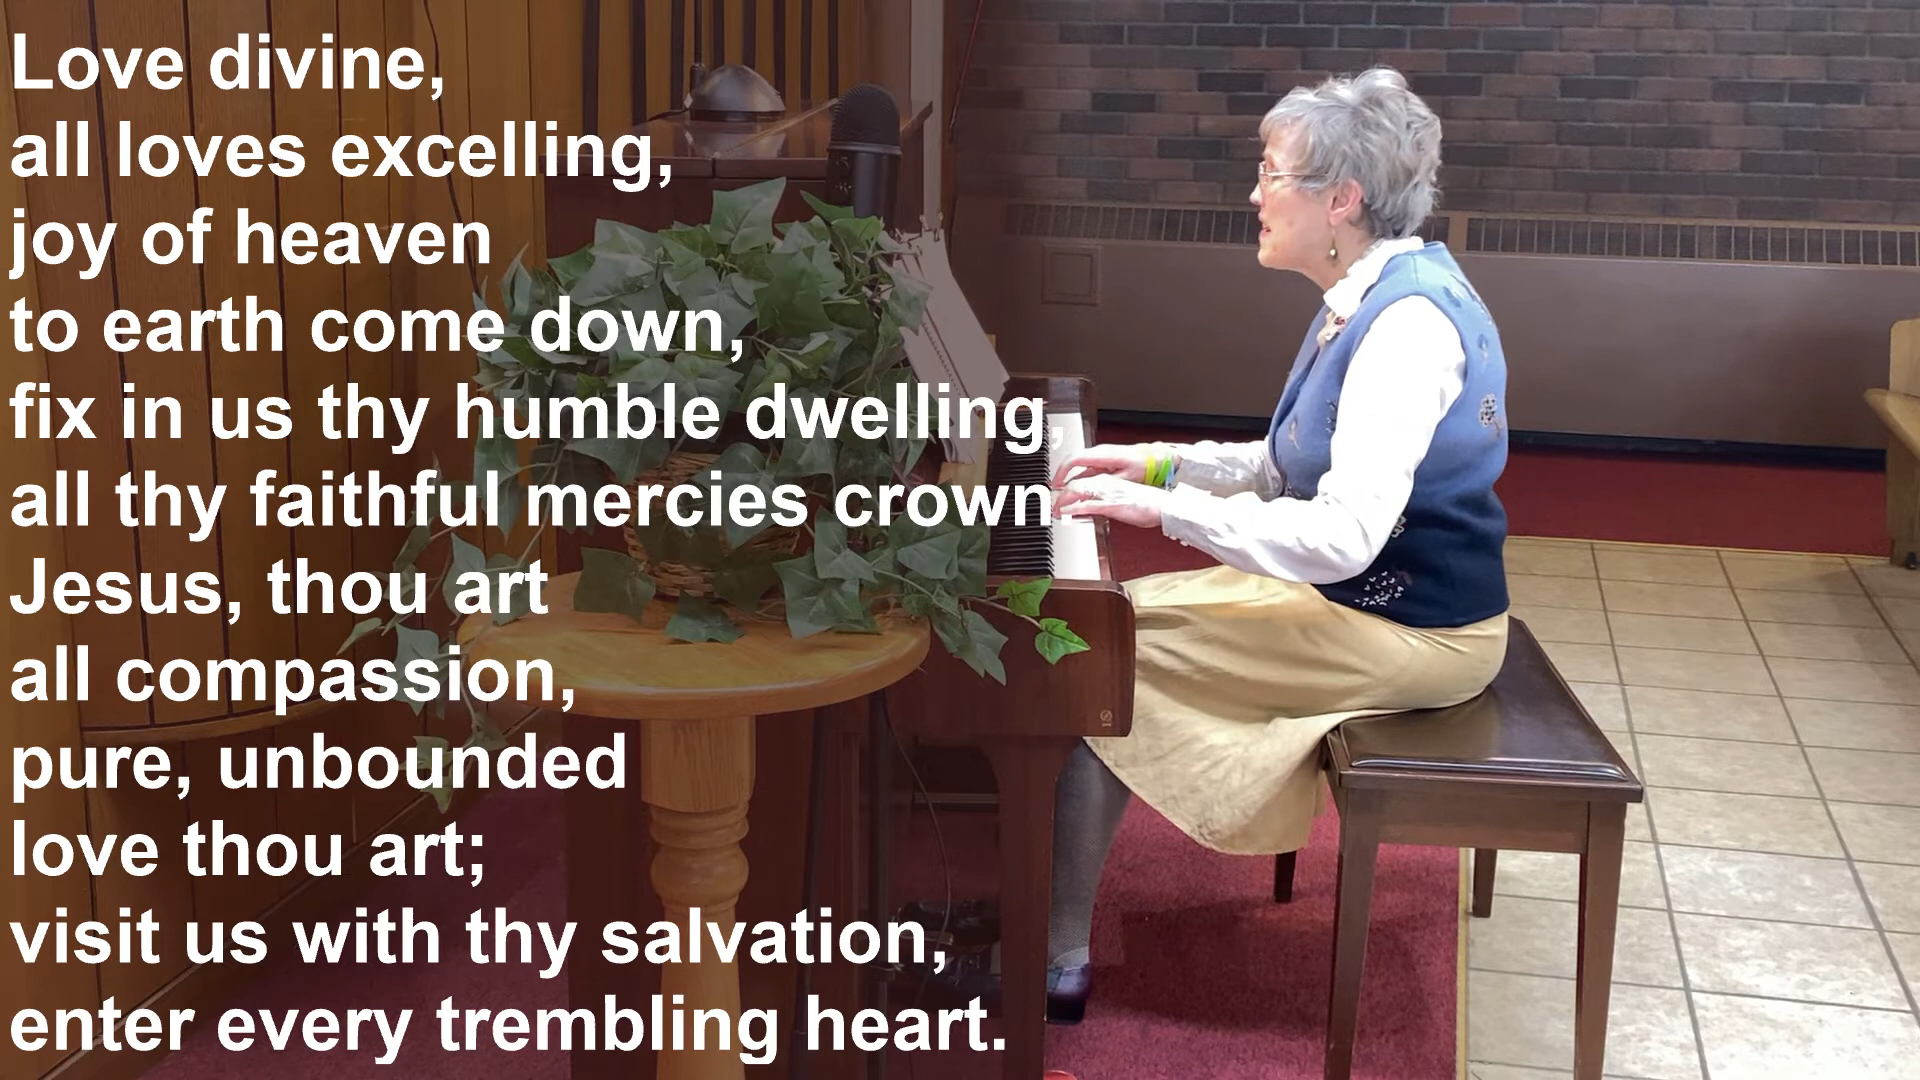 Love divine,
all loves excelling,
joy of heaven
to earth come down,
fix in us thy humble dwelling,
all thy faithful mercies crown.
Jesus, thou art
all compassion,
pure, unbounded
love thou art;
visit us with thy salvation,
enter every trembling heart.